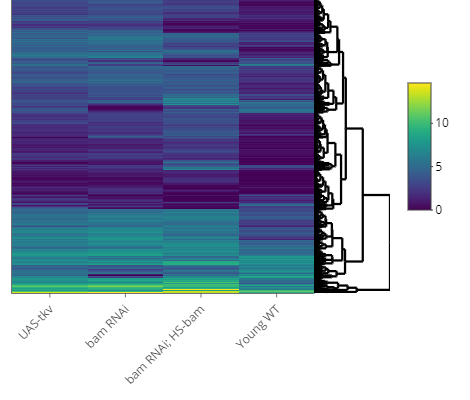 10
5
0
UAS-tkv
bam RNAi
bam RNAi; HS-bam
Young WT